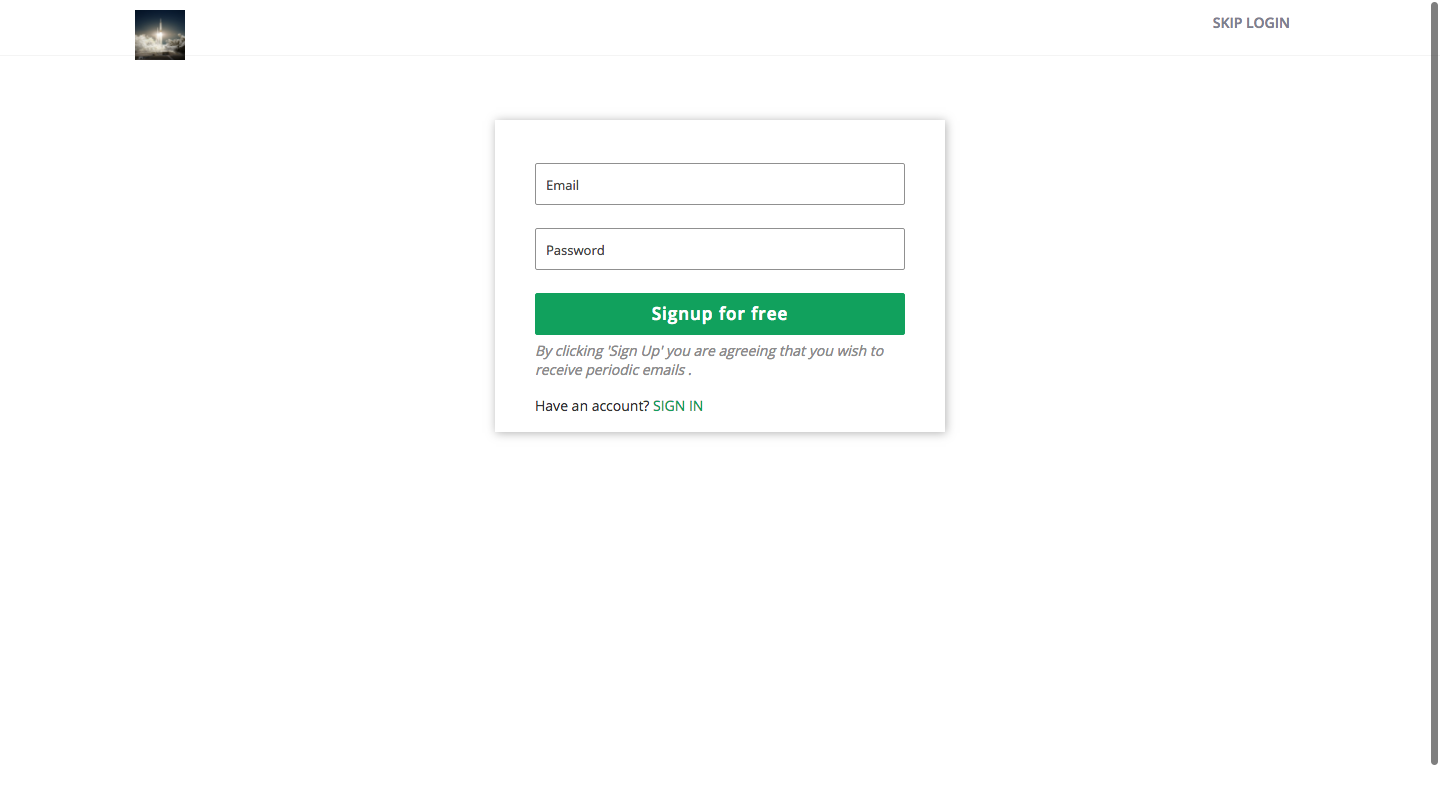 SKIP LOGIN
Email
Password
Signup for free
By clicking 'Sign Up' you are agreeing that you wish to
receive periodic emails .
Have an account? SIGN IN